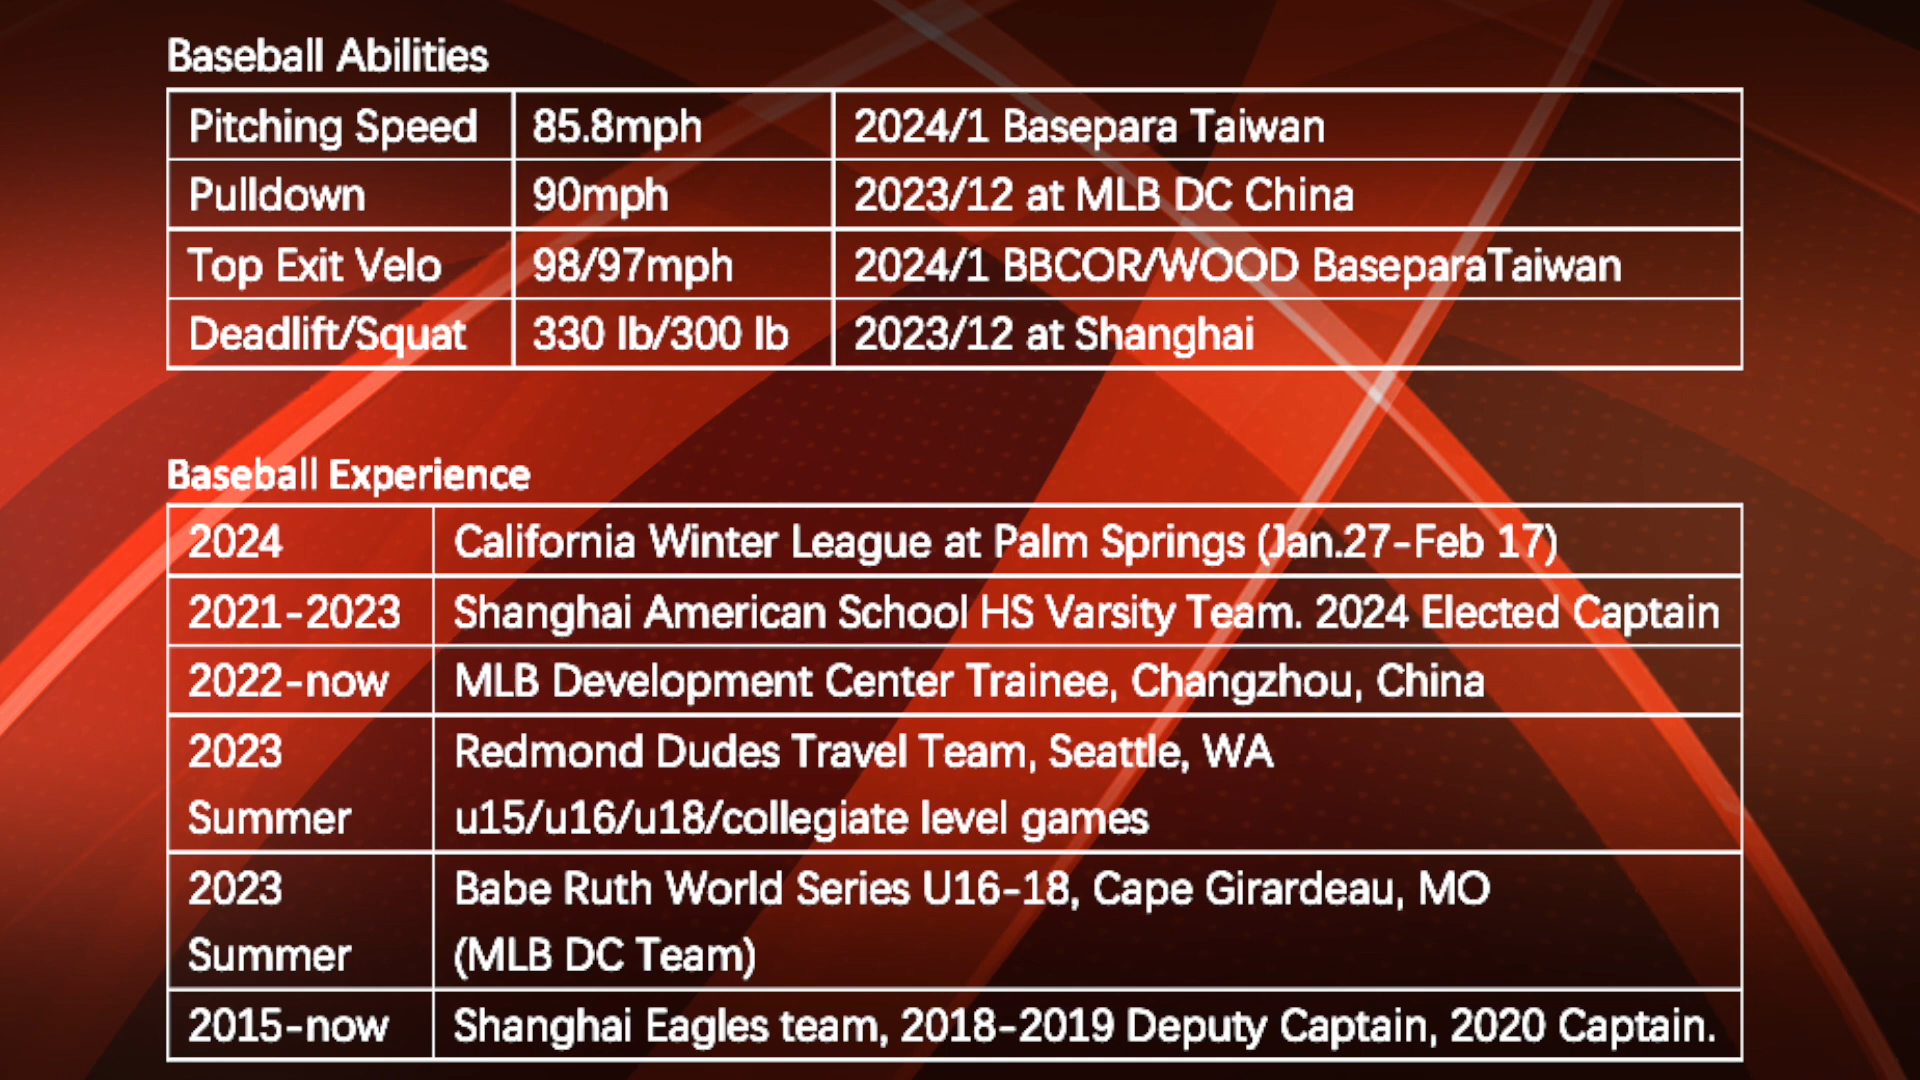 Baseball Abilities
Pitching Speed 85.8mph 2024/1 Basepara Taiwan
Pulldown 90mph 2023/12 at MLB DC China
Top Exit Velo 98/97mph 2024/1 BBCOR/WOOD BaseparaTaiwan
Deadlift/Squat 330 lb/300 lb 2023/12 at Shanghai
Baseball Experience
2024 California Winter League at Palm Springs (Jan.27-Feb 17)
2021-2023 Shanghai American School HS Varsity Team. 2024 Elected Captain
2022-now MLB Development Center Trainee, Changzhou, China
2023 Redmond Dudes Travel Team, Seattle, WA
Summer u15/u16/u18/collegiate level games
2023 Babe Ruth World Series U16-18, Cape Girardeau, MO
Summer (MLB DC Team)
2015-now Shanghai Eagles team, 2018-2019 Deputy Captain, 2020 Captain.